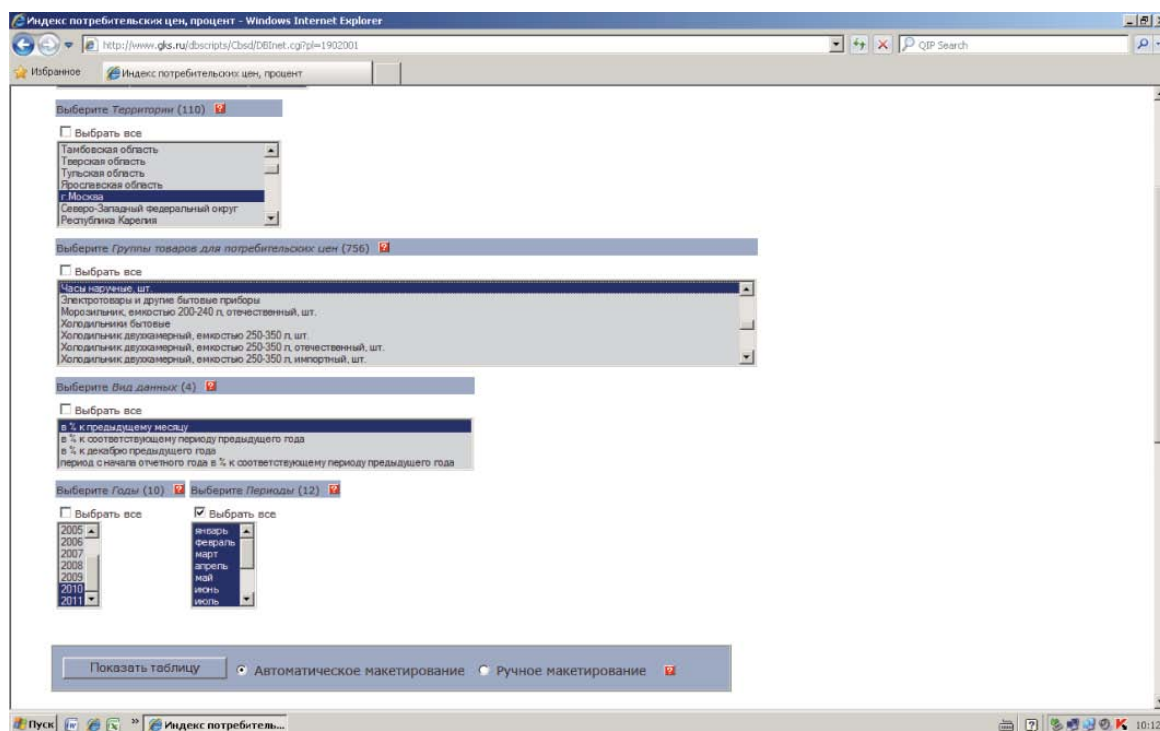 Индекс потребительских цен, процент - Windows Internet Explorer
http://www.gks.ru/dbscripts/Cbsd/DBInet.cgi?pl=1902001
QIP Search
Избранное
Индекс потребительских цен, процент
Выберите Территории (110)
Выбрать все
Тамбовская область
Тверская область
Тульская область
Ярославская область
г.Москва
Северо-Западный федеральный округ
Республика Карелия
Выберите Группы товаров для потребительских цен (756)
Выбрать все
Часы наручные, шт.
Электротовары и другие бытовые приборы
Морозильник, емкостью 200-240 л, отечественный, шт.
Холодильники бытовые
Холодильник двухкамерный, емкостью 250-350 л, шт.
Холодильник двухкамерный, емкостью 250-350 л, отечественный, шт.
Холодильник двухкамерный, емкостью 250-350 л, импортный, шт.
Выберите Вид данных (4)
Выбрать все
в % к предыдущему месяцу
в % к соответствующему периоду предыдущего года
в % к декабрю предыдущего года
период с начала отчетного года в % к соответствующему периоду предыдущего года
Выберите Годы (10) Выберите Периоды (12)
Выбрать все Выбрать все
2005 январь
2006 февраль
2007 март
2008 апрель
2009 май
2010 июнь
2011 июль
Показать таблицу Автоматическое макетирование Ручное макетирование
Пуск » Индекс потребитель... 10:12